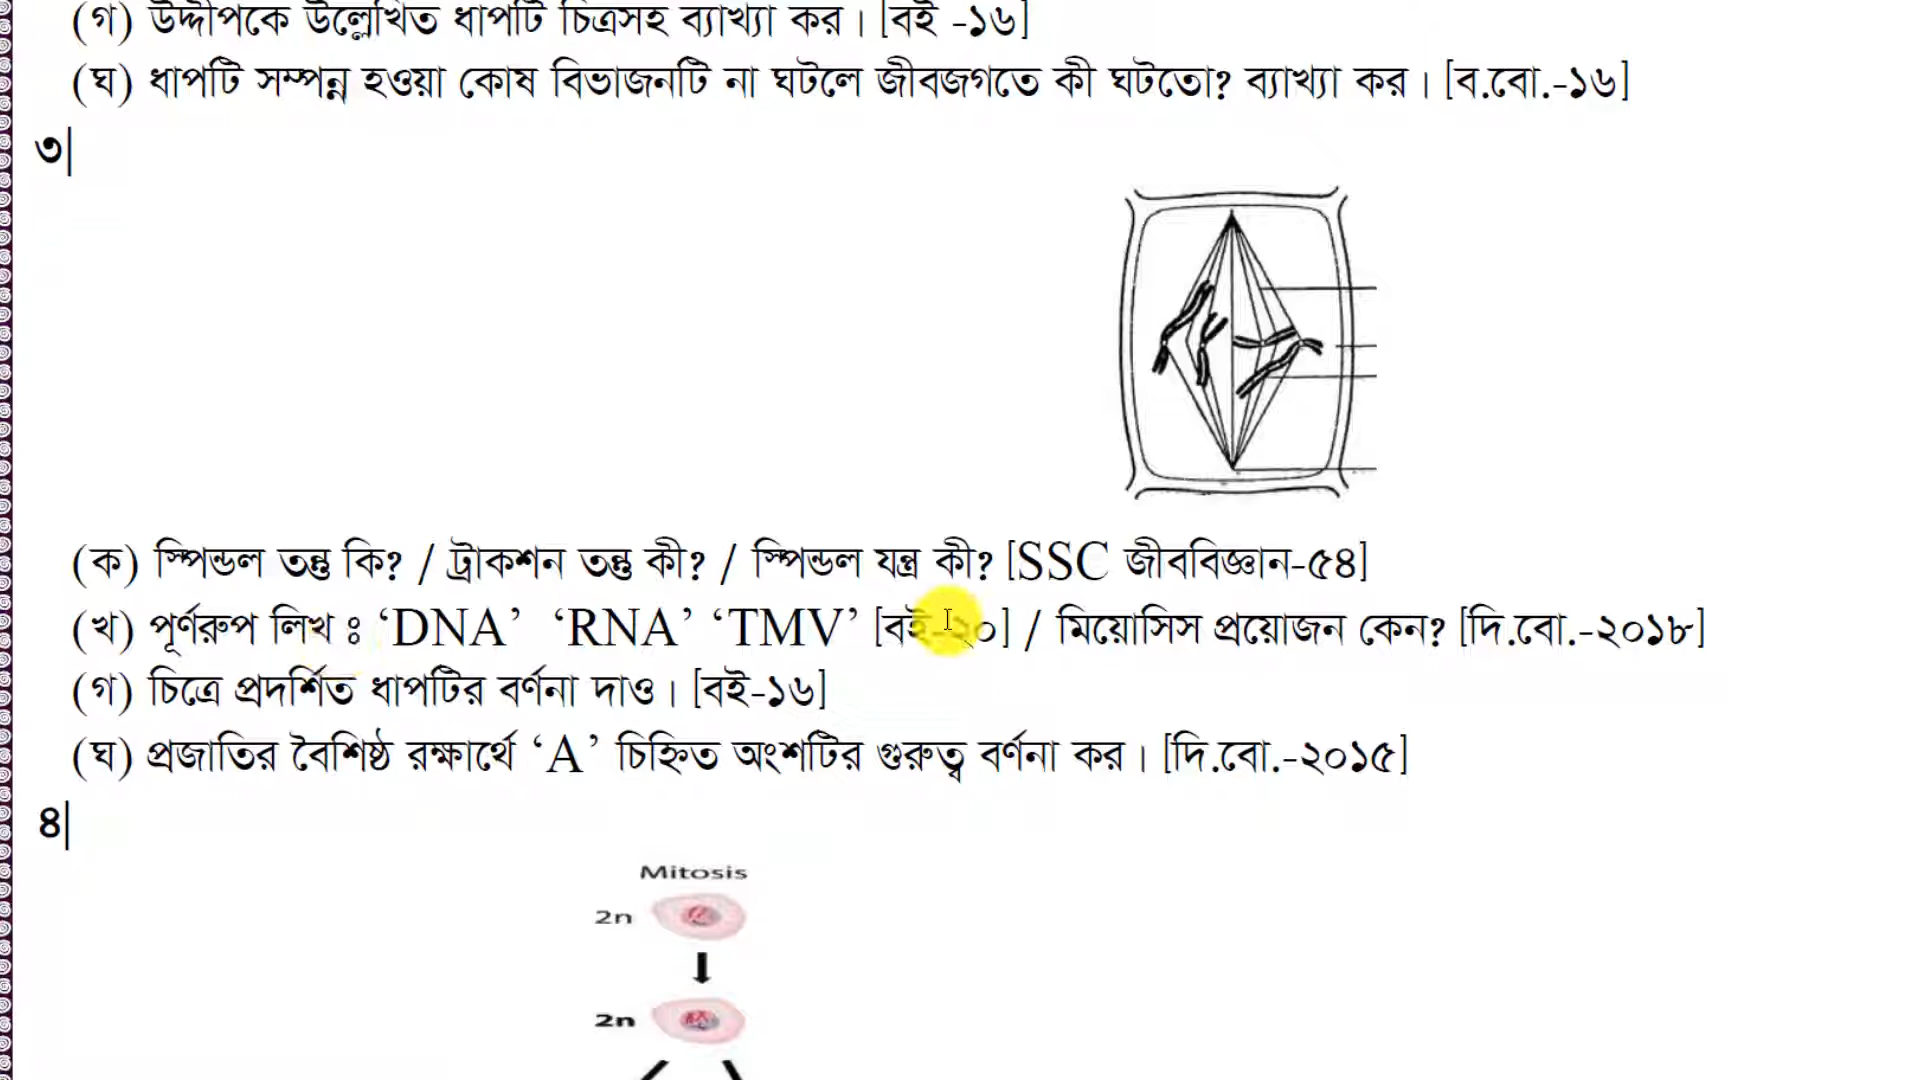 (গ) উদ্দীপকে উল্লেখিত ধাপটি চিত্রসহ ব্যাখ্যা কর। [বই -১৬]
(ঘ) ধাপটি সম্পন্ন হওয়া কোষ বিভাজনটি না ঘটলে জীবজগতে কী ঘটতো? ব্যাখ্যা কর। [ব.বো.-১৬]
৩|
(ক) স্পিন্ডল তন্তু কি? / ট্রাকশন তন্তু কী? / স্পিন্ডল যন্ত্র কী? [SSC জীববিজ্ঞান-৫৪]
(খ) পূর্ণরুপ লিখ ঃ ‘DNA’ ‘RNA’ ‘TMV’ [বই-২০] / মিয়োসিস প্রয়োজন কেন? [দি.বো.-২০১৮]
(গ) চিত্রে প্রদর্শিত ধাপটির বর্ণনা দাও। [বই-১৬]
(ঘ) প্রজাতির বৈশিষ্ঠ রক্ষার্থে ‘A’ চিহ্নিত অংশটির গুরুত্ব বর্ণনা কর। [দি.বো.-২০১৫]
৪|
Mitosis
2n
2n